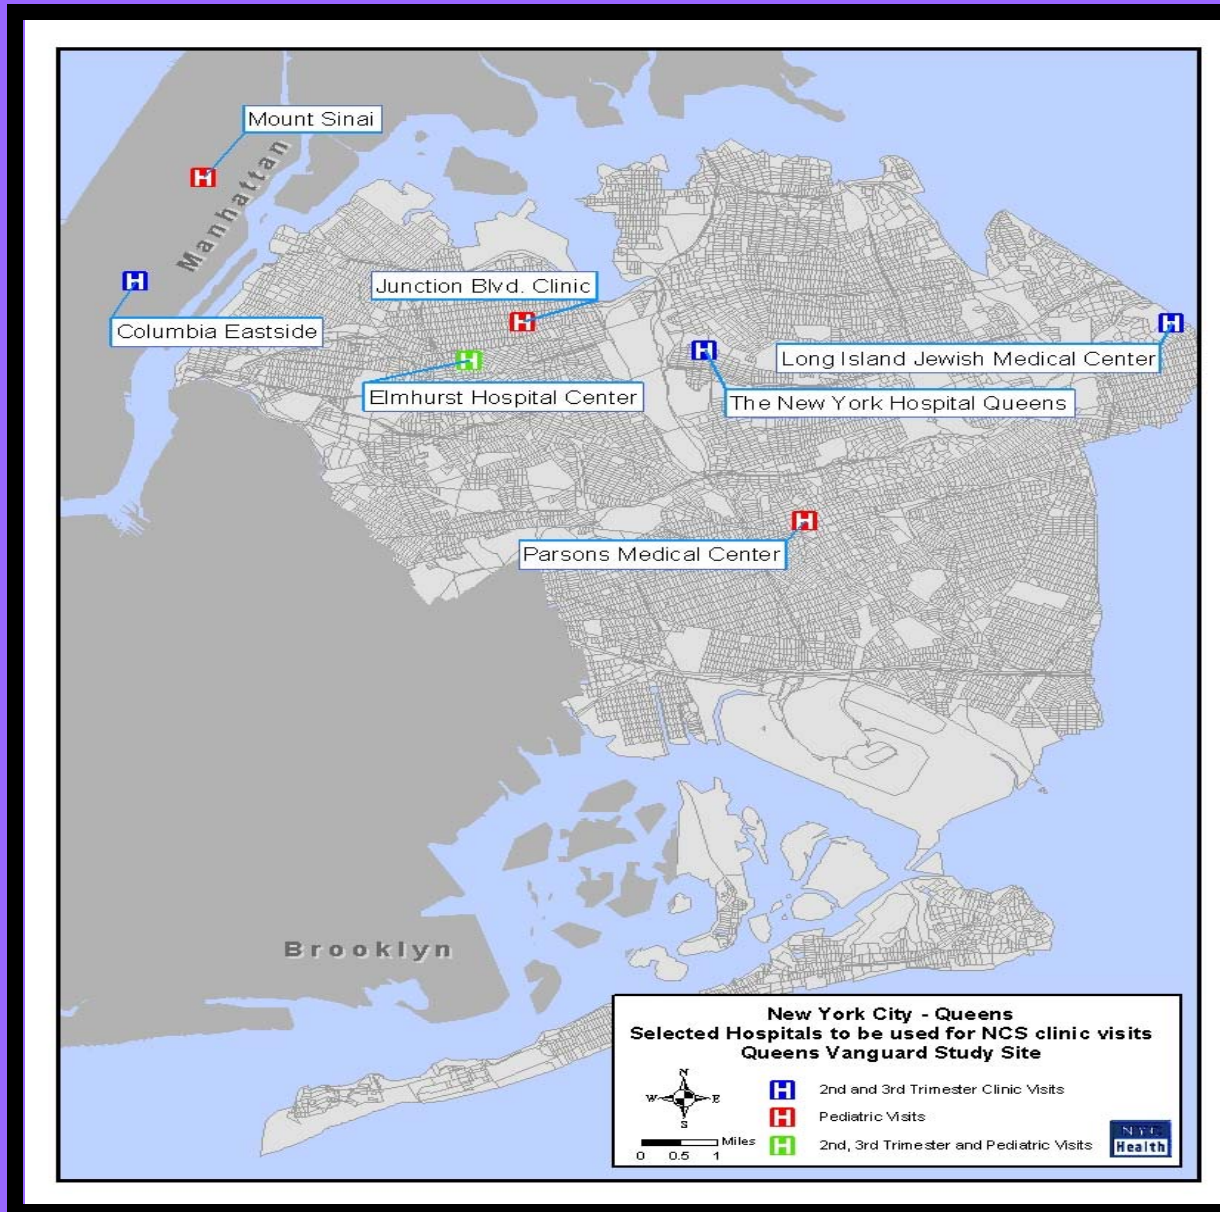 Mount Sinai
H
Manhattan
H
Columbia Eastside
Junction Blvd. Clinic
H
H
Elmhurst Hospital Center
H
H
Long Island Jewish Medical Center
The New York Hospital Queens
H
Parsons Medical Center
Brooklyn
New York City - Queens
Selected Hospitals to be used for NCS clinic visits
Queens Vanguard Study Site
N
W E
S
H 2nd and 3rd Trimester Clinic Visits
H Pediatric Visits
H 2nd, 3rd Trimester and Pediatric Visits
Miles
0 0.5 1
NYC
Health